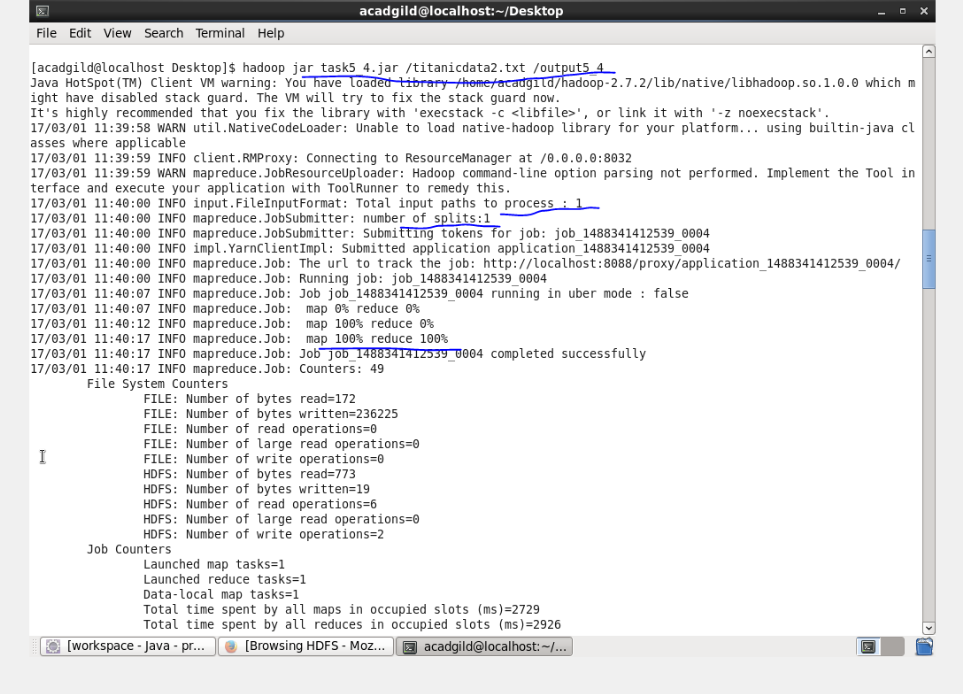 acadgild@localhost:~/Desktop
File Edit View Search Terminal Help
[acadgild@localhost Desktop]$ hadoop jar task5_4.jar /titanicdata2.txt /output5_4
Java HotSpot(TM) Client VM warning: You have loaded library /home/acadgild/hadoop-2.7.2/lib/native/libhadoop.so.1.0.0 which m
ight have disabled stack guard. The VM will try to fix the stack guard now.
It's highly recommended that you fix the library with 'execstack -c <libfile>', or link it with '-z noexecstack'.
17/03/01 11:39:58 WARN util.NativeCodeLoader: Unable to load native-hadoop library for your platform... using builtin-java cl
asses where applicable
17/03/01 11:39:59 INFO client.RMProxy: Connecting to ResourceManager at /0.0.0.0:8032
17/03/01 11:39:59 WARN mapreduce.JobResourceUploader: Hadoop command-line option parsing not performed. Implement the Tool in
terface and execute your application with ToolRunner to remedy this.
17/03/01 11:40:00 INFO input.FileInputFormat: Total input paths to process : 1
17/03/01 11:40:00 INFO mapreduce.JobSubmitter: number of splits:1
17/03/01 11:40:00 INFO mapreduce.JobSubmitter: Submitting tokens for job: job_1488341412539_0004
17/03/01 11:40:00 INFO impl.YarnClientImpl: Submitted application application_1488341412539_0004
17/03/01 11:40:00 INFO mapreduce.Job: The url to track the job: http://localhost:8088/proxy/application_1488341412539_0004/
17/03/01 11:40:00 INFO mapreduce.Job: Running job: job_1488341412539_0004
17/03/01 11:40:07 INFO mapreduce.Job: Job job_1488341412539_0004 running in uber mode : false
17/03/01 11:40:07 INFO mapreduce.Job:  map 0% reduce 0%
17/03/01 11:40:12 INFO mapreduce.Job:  map 100% reduce 0%
17/03/01 11:40:17 INFO mapreduce.Job:  map 100% reduce 100%
17/03/01 11:40:17 INFO mapreduce.Job: Job job_1488341412539_0004 completed successfully
17/03/01 11:40:17 INFO mapreduce.Job: Counters: 49
File System Counters
FILE: Number of bytes read=172
FILE: Number of bytes written=236225
FILE: Number of read operations=0
FILE: Number of large read operations=0
FILE: Number of write operations=0
HDFS: Number of bytes read=773
HDFS: Number of bytes written=19
HDFS: Number of read operations=6
HDFS: Number of large read operations=0
HDFS: Number of write operations=2
Job Counters
Launched map tasks=1
Launched reduce tasks=1
Data-local map tasks=1
Total time spent by all maps in occupied slots (ms)=2729
Total time spent by all reduces in occupied slots (ms)=2926
[workspace - Java - pr... [Browsing HDFS - Moz... acadgild@localhost:~/...